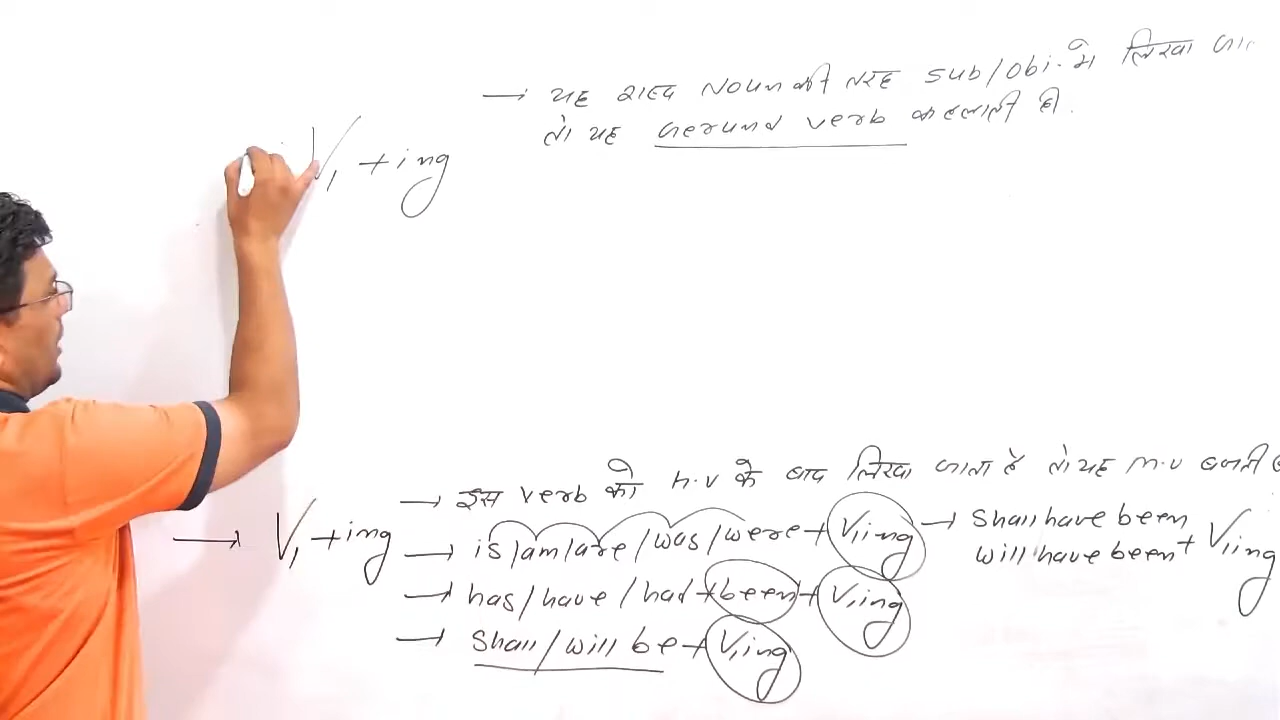 → यह शब्द Noun की तरह sub/obj. मे लिखा जा
तो यह Gerund verb कहलाती ही.
V₁ +ing
→ इस verb को h.v के बाद लिखा जाता है तो यह m.v बनती
→ V₁ +ing
→ is/am/are/was/were + V₁ing
→ shall have been
will have been + V₁ing
→ has/have/had + been + V₁ing
→ Shall/will be + V₁ing